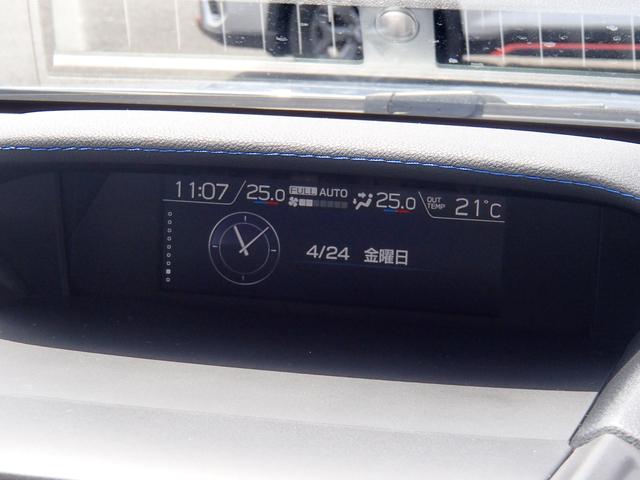 11:07 25.0 FULL AUTO 25.0 OUT TEMP 21°C
4/24 金曜日